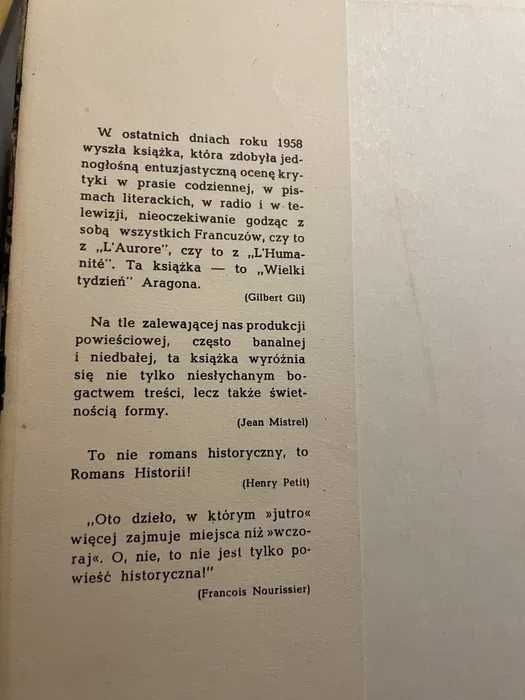 W ostatnich dniach roku 1958
wyszła książka, która zdobyła jed-
nogłośną entuzjastyczną ocenę kry-
tyki w prasie codziennej, w pis-
mach literackich, w radio i w te-
lewizji, nieoczekiwanie godząc z
sobą wszystkich Francuzów, czy to
z „L'Aurore", czy to z „L'Huma-
nité". Ta książka — to „Wielki
tydzień" Aragona.
(Gilbert Gil)
Na tle zalewającej nas produkcji
powieściowej, często banalnej
i niedbałej, ta książka wyróżnia
się nie tylko niesłychanym bo-
gactwem treści, lecz także świet-
nością formy.
(Jean Mistrel)
To nie romans historyczny, to
Romans Historii!
(Henry Petit)
„Oto dzieło, w którym »jutro«
więcej zajmuje miejsca niż »wczo-
raj«. O, nie, to nie jest tylko po-
wieść historyczna!"
(Francois Nourissier)